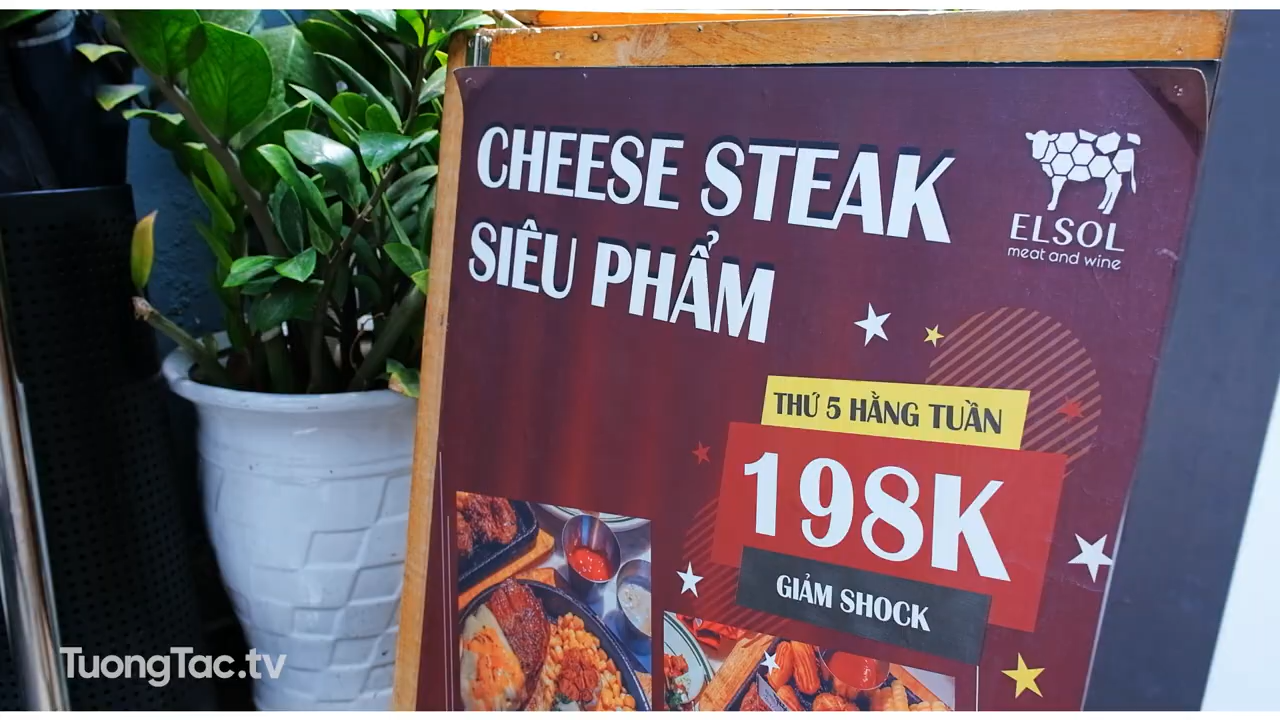 CHEESE STEAK
SIÊU PHẨM
ELSOL
meat and wine
THỨ 5 HẰNG TUẦN
198K
GIẢM SHOCK
TuongTac.tv